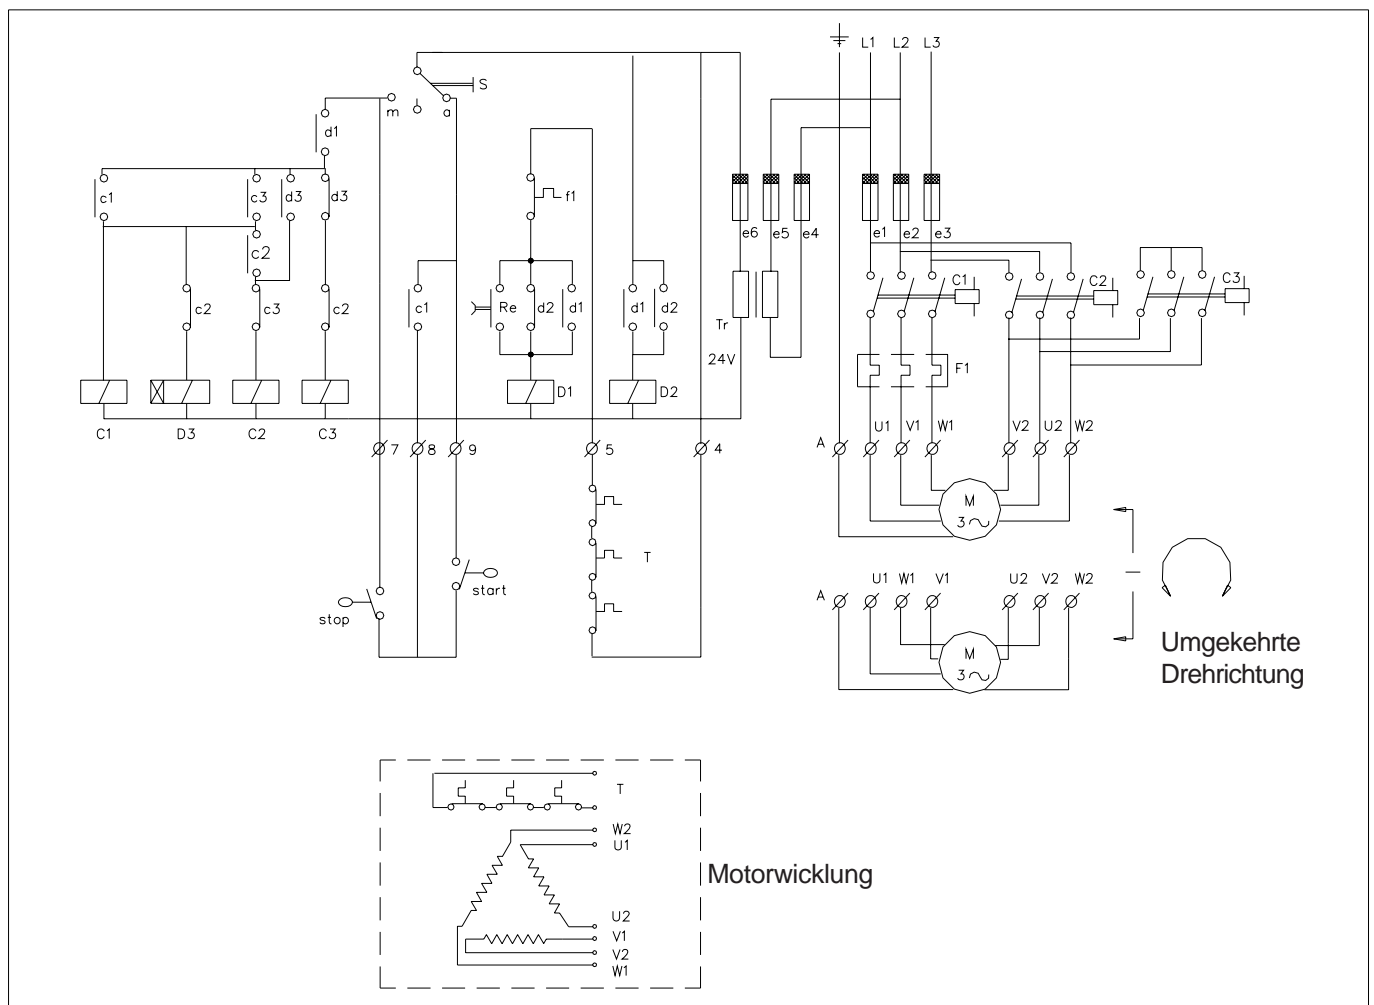 L1 L2 L3
S
m a
d1
c1 c3 d3 d3
f1
e6 e5 e4 e1 e2 e3
c2
C1 C2 C3
c2 c3 c2 c1 Re d2 d1 d1 d2
Tr
24V
F1
D1 D2
C1 D3 C2 C3
7 8 9 5 4
A U1 V1 W1 V2 U2 W2
M
3
T
start
stop
A U1 W1 V1 U2 V2 W2
M
3
Umgekehrte
Drehrichtung
T
W2
U1
Motorwicklung
U2
V1
V2
W1